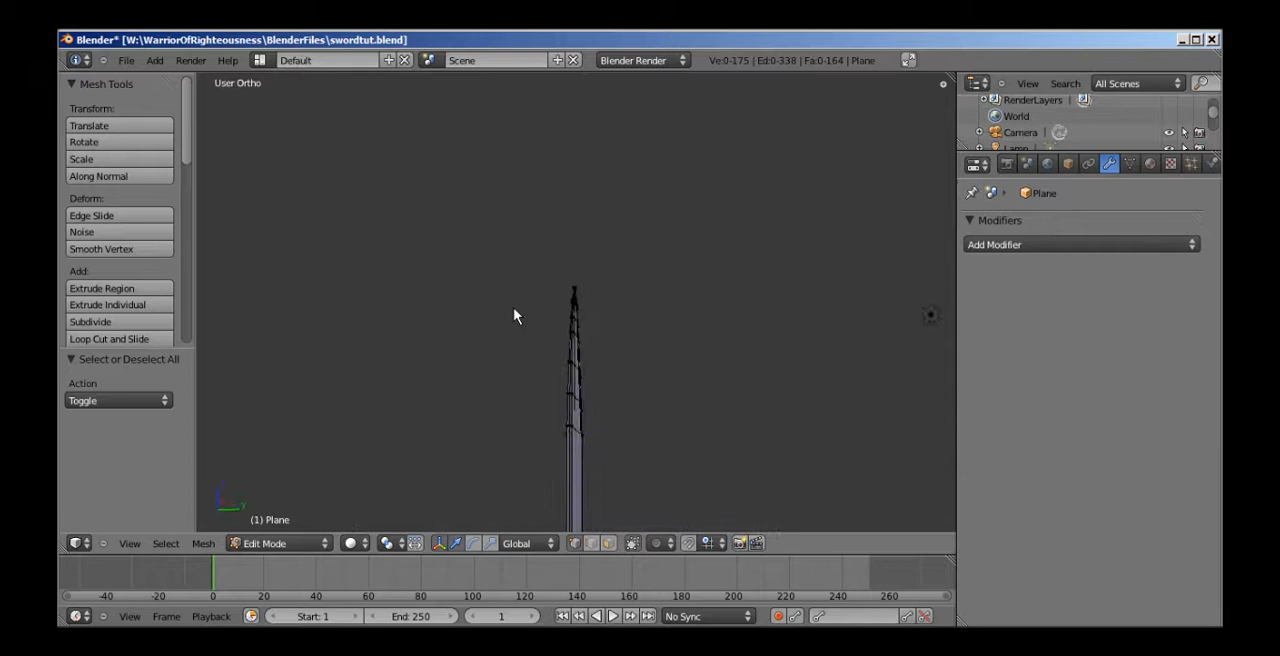 Blender* [W:\WarriorOfRighteousness\BlenderFiles\swordtut.blend]
File Add Render Help Default Scene Blender Render Ve:0-175 | Ed:0-338 | Fa:0-164 | Plane
Mesh Tools
Transform:
Translate
Rotate
Scale
Along Normal
Deform:
Edge Slide
Noise
Smooth Vertex
Add:
Extrude Region
Extrude Individual
Subdivide
Loop Cut and Slide
Select or Deselect All
Action
Toggle
User Ortho
z
y
(1) Plane
View Select Mesh Edit Mode Global
View Search All Scenes
RenderLayers |
World
Camera |
Lamp
Plane
Modifiers
Add Modifier
-40 -20 0 20 40 60 80 100 120 140 160 180 200 220 240 260
View Frame Playback Start: 1 End: 250 1 No Sync